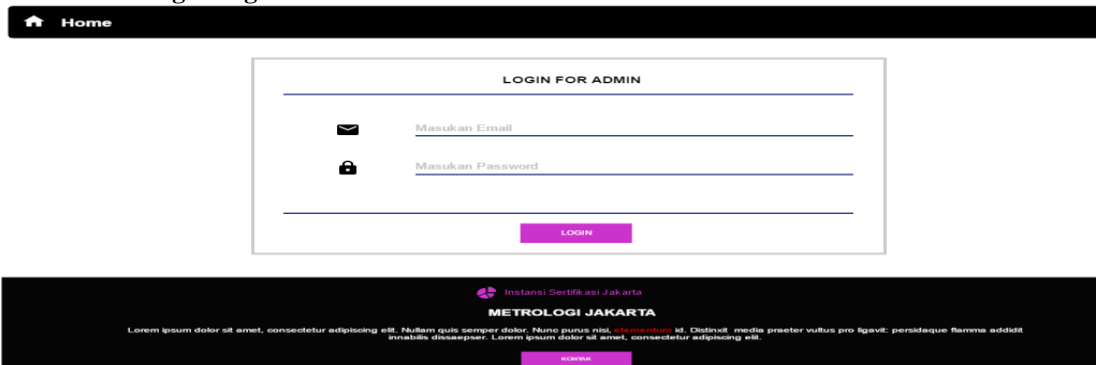 Home
LOGIN FOR ADMIN
Masukan Email
Masukan Password
LOGIN
Instansi Sertifikasi Jakarta
METROLOGI JAKARTA
Lorem ipsum dolor sit amet, consectetur adipiscing elit. Nullam quis semper dolor. Nunc purus nisi, elementum id. Distinxit media praeter vultus pro ligavit: persidaque flamma addidit
innabilis dissaepser. Lorem ipsum dolor sit amet, consectetur adipiscing elit.
KONTAK